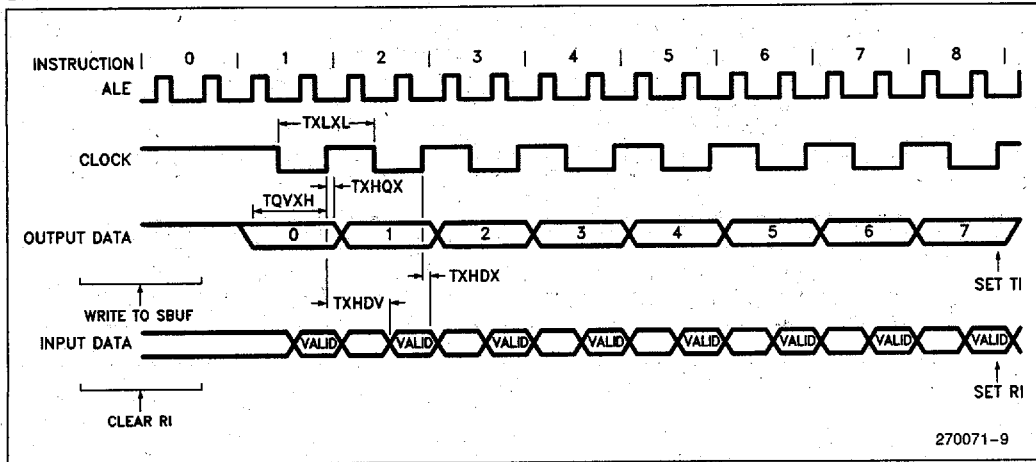 INSTRUCTION | 0 | 1 | 2 | 3 | 4 | 5 | 6 | 7 | 8 |
ALE
TXLXL
CLOCK
TXHQX
TQVXH
OUTPUT DATA 0 1 2 3 4 5 6 7
TXHDX
SET TI
TXHDV
WRITE TO SBUF
INPUT DATA VALID VALID VALID VALID VALID VALID VALID VALID
SET RI
CLEAR RI
270071-9